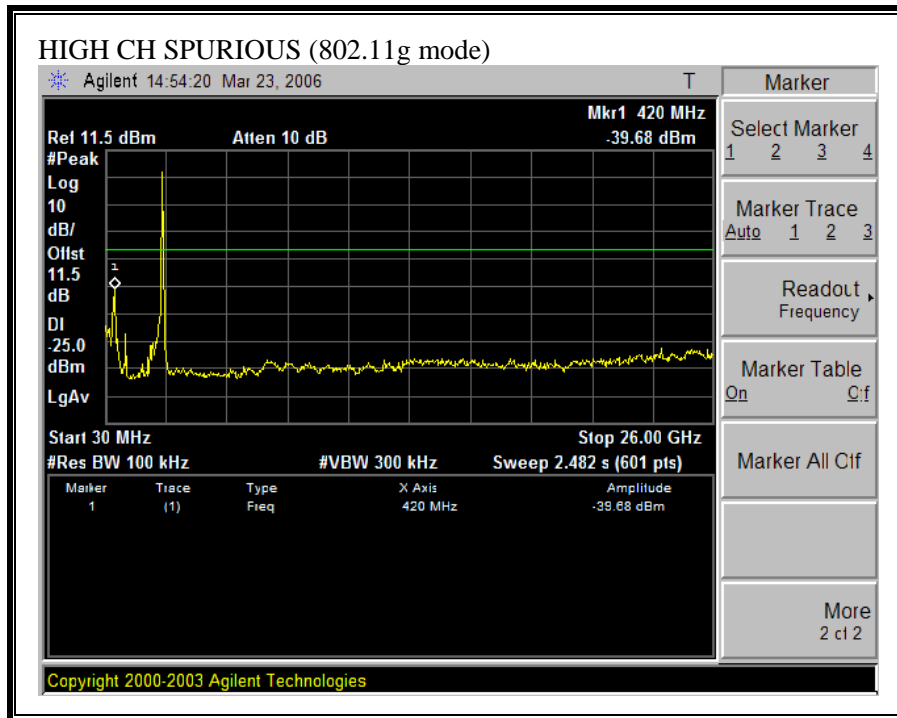 HIGH CH SPURIOUS (802.11g mode)
Agilent 14:54:20 Mar 23, 2006 T
Mkr1 420 MHz
Ref 11.5 dBm Atten 10 dB -39.68 dBm
#Peak
Log
10
dB/
Offst
11.5
dB
DI
-25.0
dBm
LgAv
1
Start 30 MHz Stop 26.00 GHz
#Res BW 100 kHz #VBW 300 kHz Sweep 2.482 s (601 pts)
Marker Trace Type X Axis Amplitude
1 (1) Freq 420 MHz -39.68 dBm
Copyright 2000-2003 Agilent Technologies
Marker
Select Marker
1 2 3 4
Marker Trace
Auto 1 2 3
Readout
Frequency
Marker Table
On Off
Marker All Off
More
2 of 2